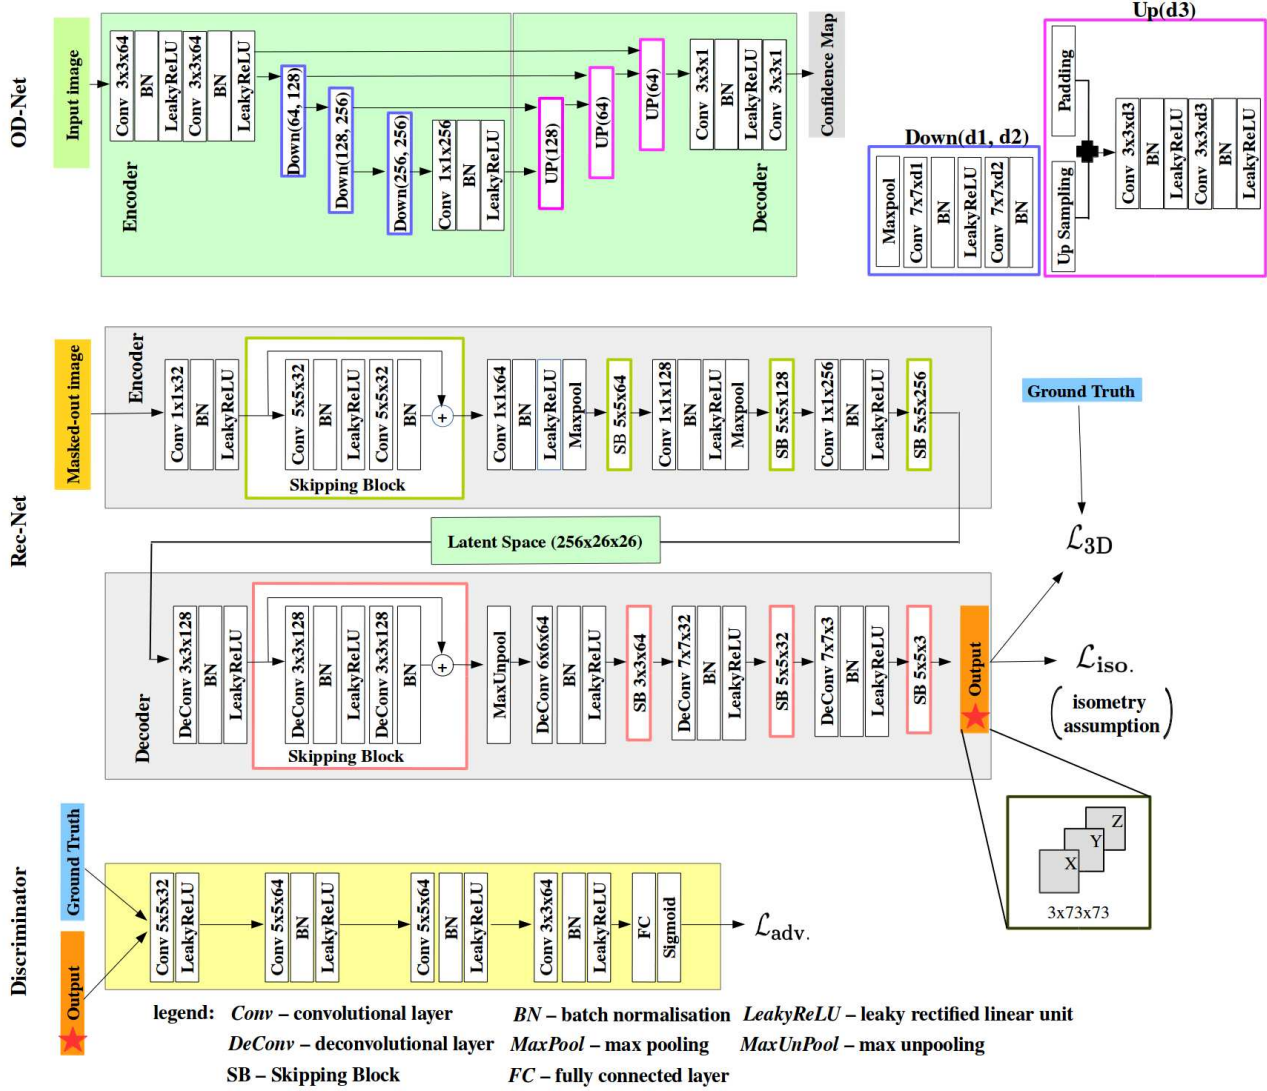 OD-Net
Input image
Encoder
Conv 3x3x64
BN
LeakyReLU
Conv 3x3x64
BN
LeakyReLU
Down(64, 128)
Down(128, 256)
Down(256, 256)
Conv 1x1x256
BN
LeakyReLU
UP(128)
UP(64)
UP(64)
Conv 3x3x1
BN
LeakyReLU
Conv 3x3x1
Decoder
Confidence Map
Down(d1, d2)
Maxpool
Conv 7x7xd1
BN
LeakyReLU
Conv 7x7xd2
BN
Up(d3)
Padding
Up Sampling
Conv 3x3xd3
BN
LeakyReLU
Conv 3x3xd3
BN
LeakyReLU
Rec-Net
Masked-out image
Encoder
Conv 1x1x32
BN
LeakyReLU
Conv 5x5x32
BN
LeakyReLU
Conv 5x5x32
BN
+
Skipping Block
Conv 1x1x64
BN
LeakyReLU
Maxpool
SB 5x5x64
Conv 1x1x128
BN
LeakyReLU
Maxpool
SB 5x5x128
Conv 1x1x256
BN
LeakyReLU
SB 5x5x256
Ground Truth
Latent Space (256x26x26)
ℒ3D
Decoder
DeConv 3x3x128
BN
LeakyReLU
DeConv 3x3x128
BN
LeakyReLU
DeConv 3x3x128
BN
+
Skipping Block
MaxUnpool
DeConv 6x6x64
BN
LeakyReLU
SB 3x3x64
DeConv 7x7x32
BN
LeakyReLU
SB 5x5x32
DeConv 7x7x3
BN
LeakyReLU
SB 5x5x3
Output
ℒiso.
(isometry
assumption)
X
Y
Z
3x73x73
Discriminator
Ground Truth
Output
Conv 5x5x32
LeakyReLU
Conv 5x5x64
BN
LeakyReLU
Conv 5x5x64
BN
LeakyReLU
Conv 3x3x64
BN
LeakyReLU
FC
Sigmoid
ℒadv.
legend: Conv – convolutional layer BN – batch normalisation LeakyReLU – leaky rectified linear unit
DeConv – deconvolutional layer MaxPool – max pooling MaxUnPool – max unpooling
SB – Skipping Block FC – fully connected layer